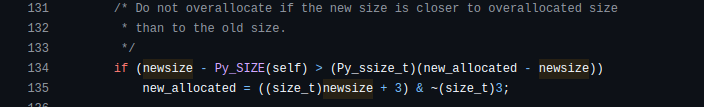 131 /* Do not overallocate if the new size is closer to overallocated size
132 * than to the old size.
133 */
134 if (newsize - Py_SIZE(self) > (Py_ssize_t)(new_allocated - newsize))
135 new_allocated = ((size_t)newsize + 3) & ~(size_t)3;